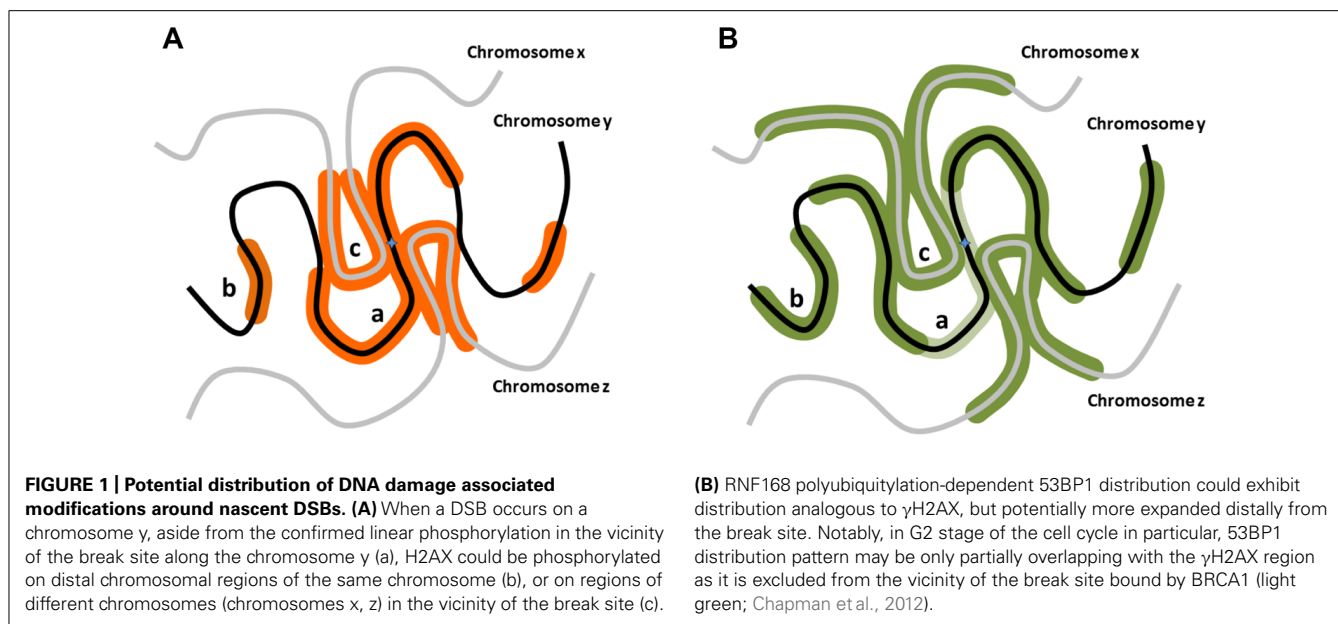 A
Chromosome x
Chromosome y
c
b
a
Chromosome z
B
Chromosome x
Chromosome y
c
b
a
Chromosome z
FIGURE 1 | Potential distribution of DNA damage associated
modifications around nascent DSBs. (A) When a DSB occurs on a
chromosome y, aside from the confirmed linear phosphorylation in the vicinity
of the break site along the chromosome y (a), H2AX could be phosphorylated
on distal chromosomal regions of the same chromosome (b), or on regions of
different chromosomes (chromosomes x, z) in the vicinity of the break site (c).
(B) RNF168 polyubiquitylation-dependent 53BP1 distribution could exhibit
distribution analogous to γH2AX, but potentially more expanded distally from
the break site. Notably, in G2 stage of the cell cycle in particular, 53BP1
distribution pattern may be only partially overlapping with the γH2AX region
as it is excluded from the vicinity of the break site bound by BRCA1 (light
green; Chapman et al., 2012).